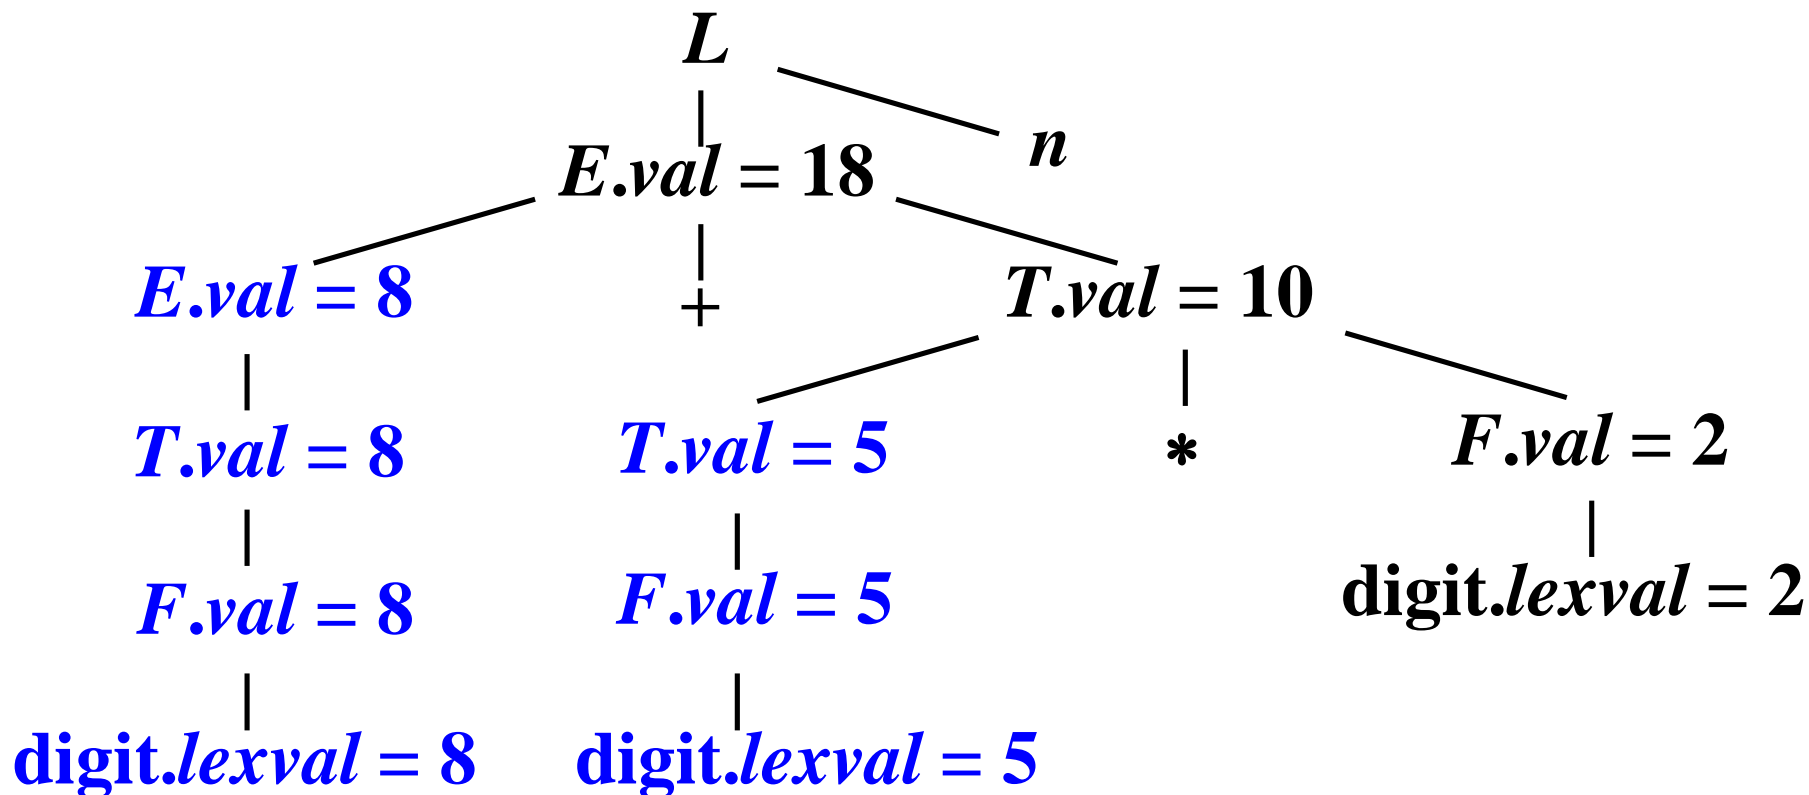 L
n
E.val = 18
E.val = 8
+
T.val = 10
T.val = 8
T.val = 5
*
F.val = 2
F.val = 8
F.val = 5
digit.lexval = 2
digit.lexval = 8
digit.lexval = 5